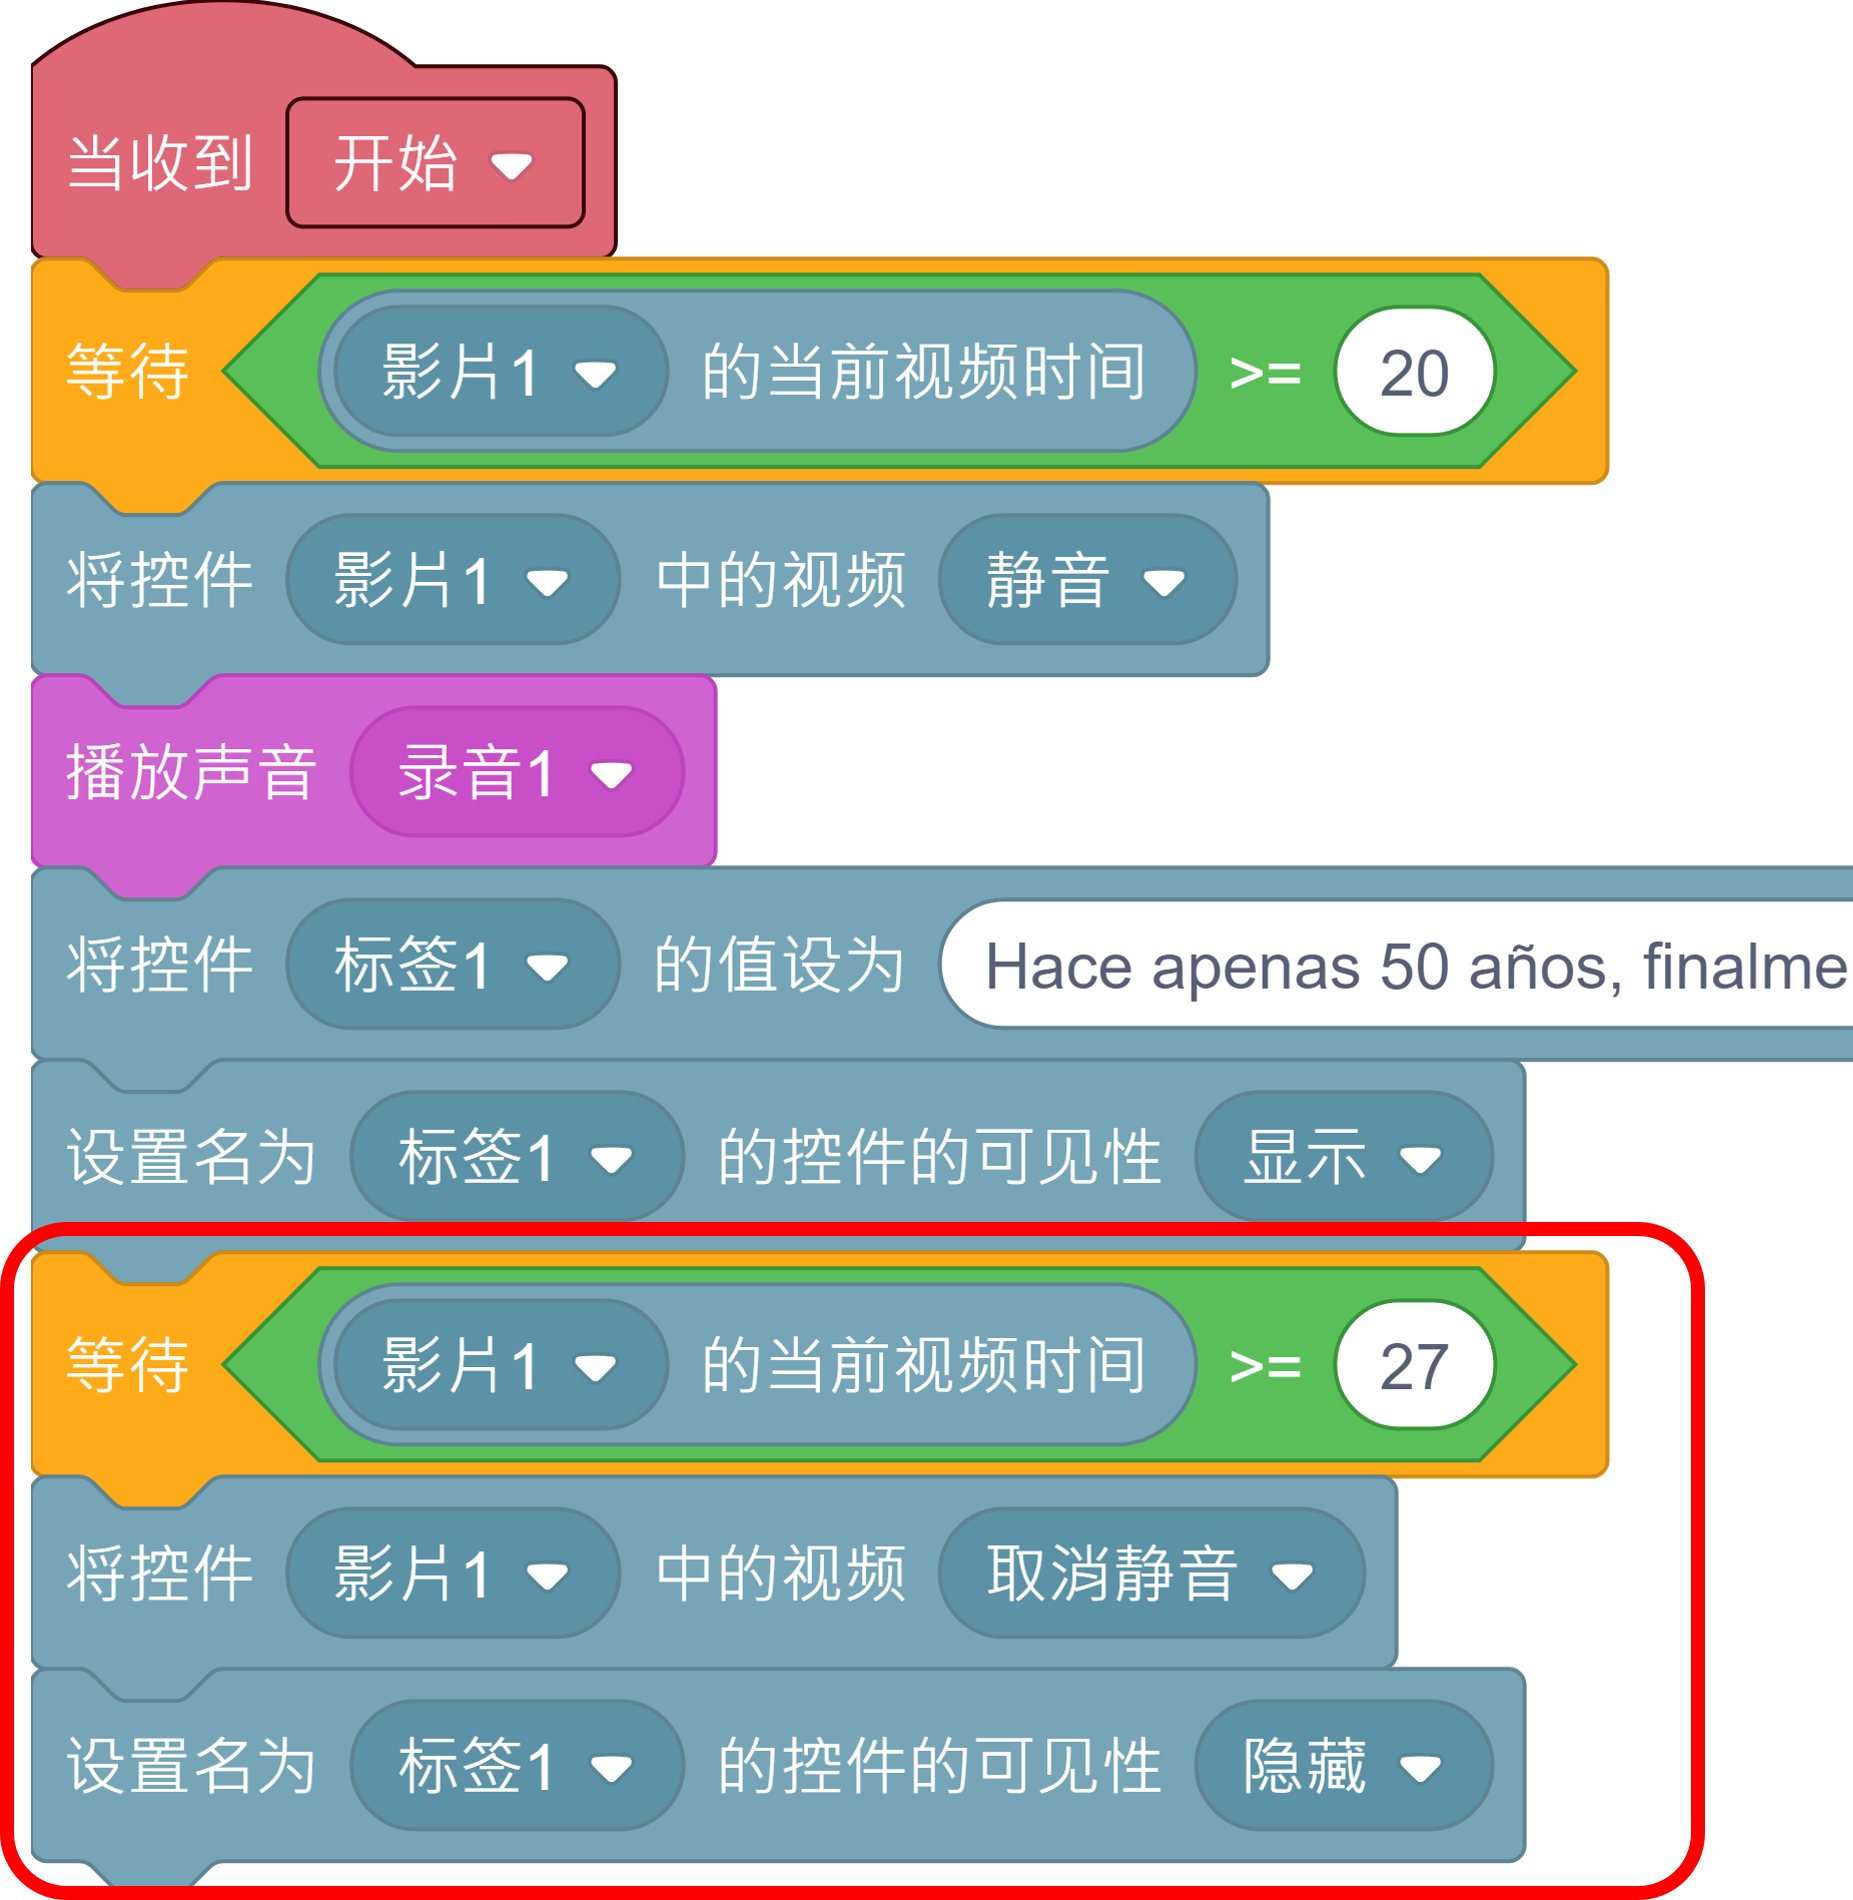 当收到 开始
等待 影片1 的当前视频时间 >= 20
将控件 影片1 中的视频 静音
播放声音 录音1
将控件 标签1 的值设为 Hace apenas 50 años, finalme
设置名为 标签1 的控件的可见性 显示
等待 影片1 的当前视频时间 >= 27
将控件 影片1 中的视频 取消静音
设置名为 标签1 的控件的可见性 隐藏